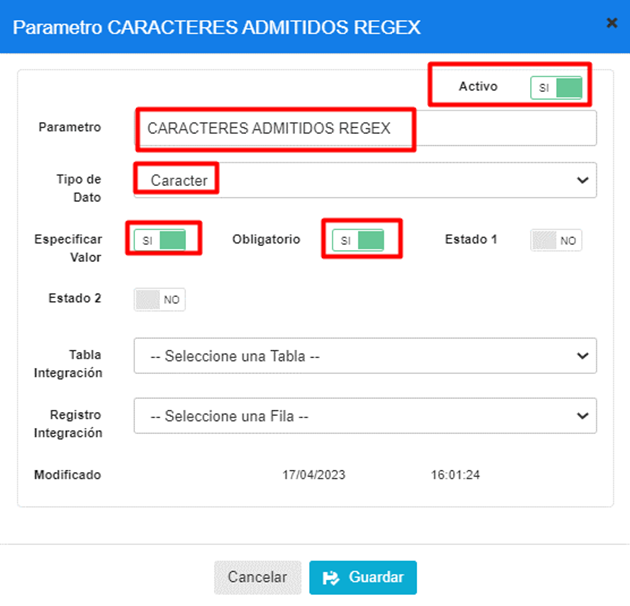 Parametro CARACTERES ADMITIDOS REGEX
Activo SI
Parametro CARACTERES ADMITIDOS REGEX
Tipo de Dato Caracter
Especificar Valor SI Obligatorio SI Estado 1 NO
Estado 2 NO
Tabla Integración -- Seleccione una Tabla --
Registro Integración -- Seleccione una Fila --
Modificado 17/04/2023 16:01:24
Cancelar Guardar